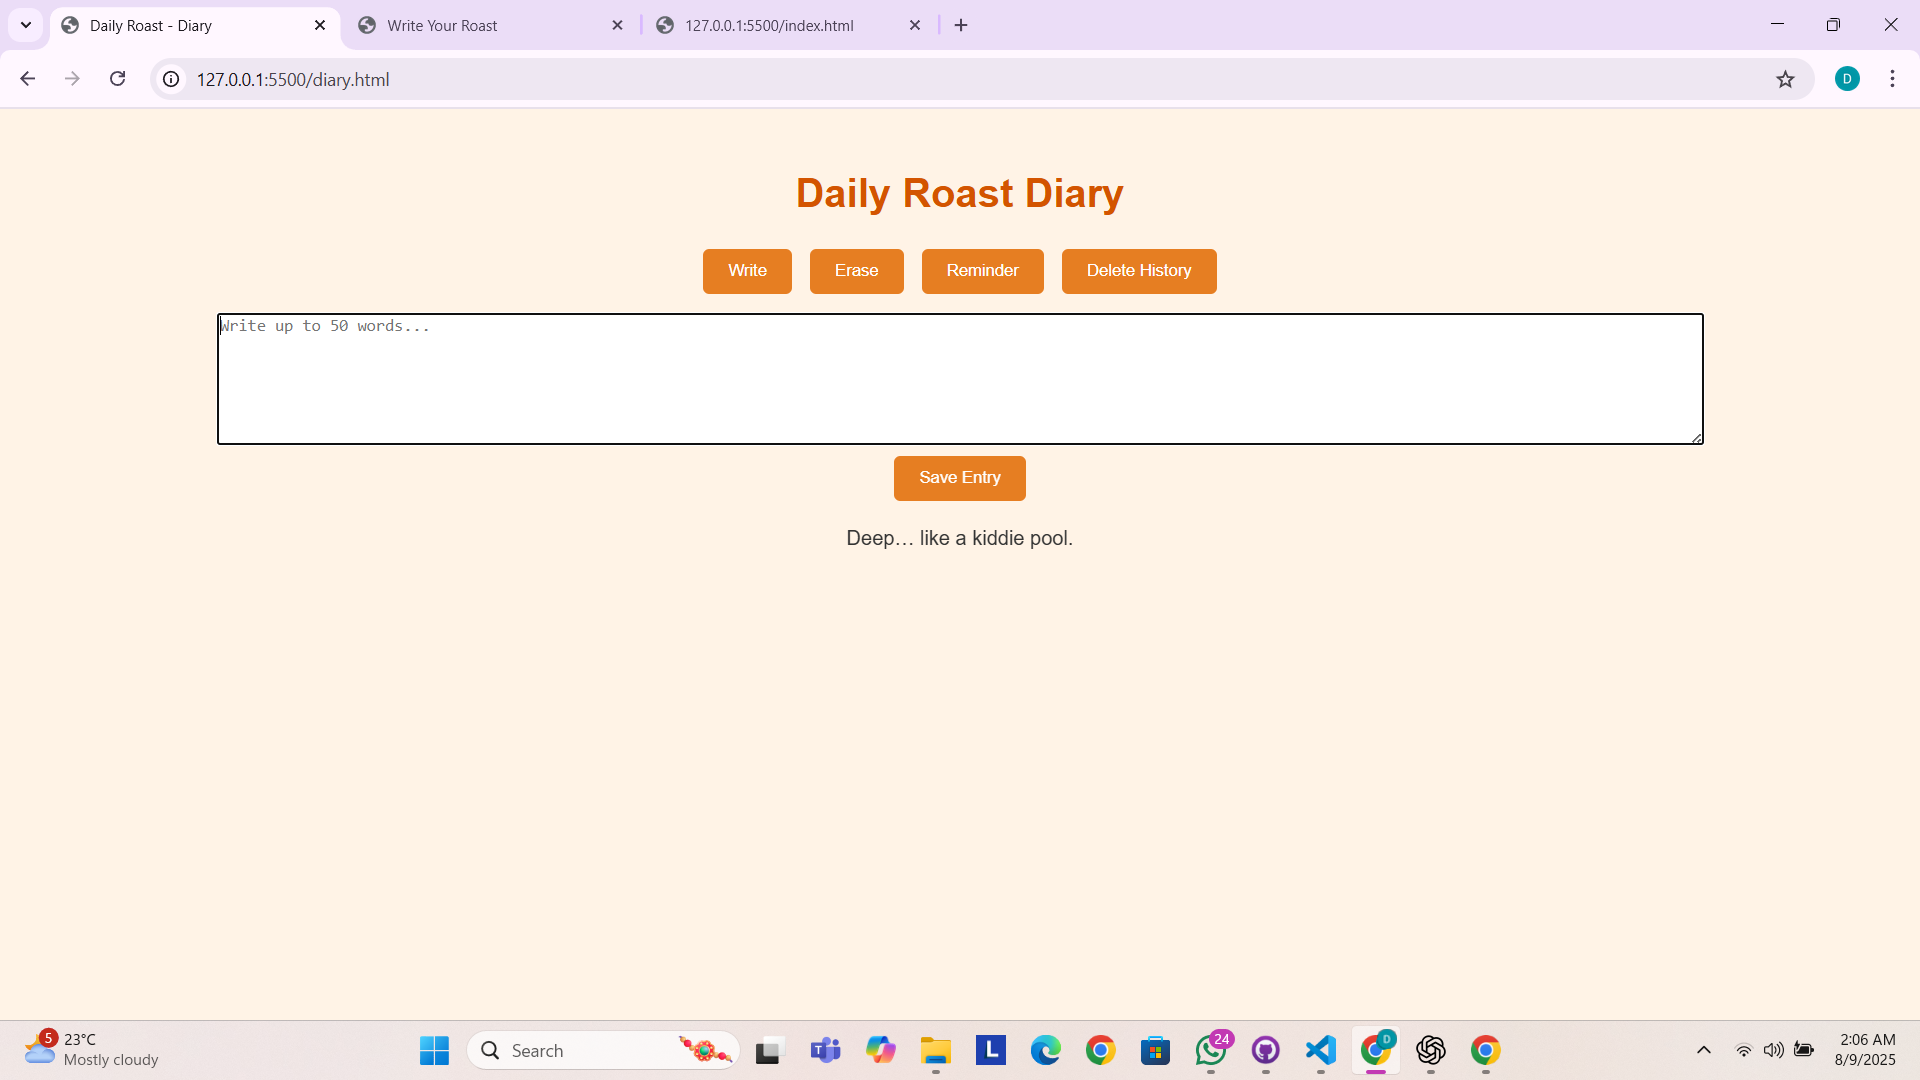 Daily Roast - Diary
Write Your Roast
127.0.0.1:5500/index.html
127.0.0.1:5500/diary.html
D
Daily Roast Diary
Write
Erase
Reminder
Delete History
Write up to 50 words...
Save Entry
Deep… like a kiddie pool.
5
23°C
Mostly cloudy
Search
T
L
24
D
2:06 AM
8/9/2025